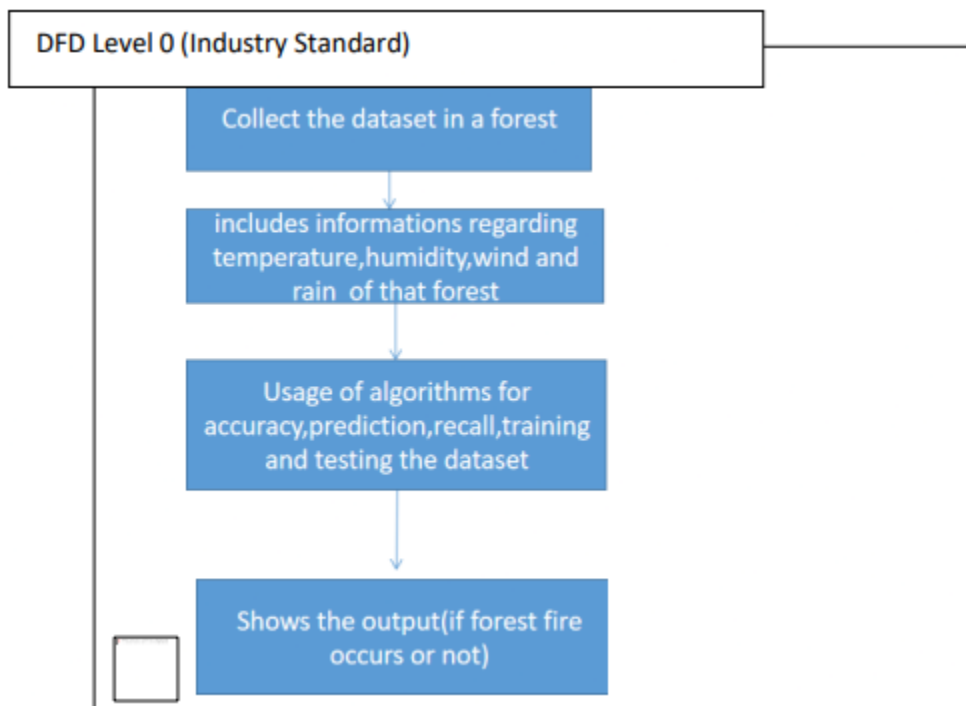 DFD Level 0 (Industry Standard)
Collect the dataset in a forest
includes informations regarding
temperature,humidity,wind and
rain of that forest
Usage of algorithms for
accuracy,prediction,recall,training
and testing the dataset
Shows the output(if forest fire
occurs or not)